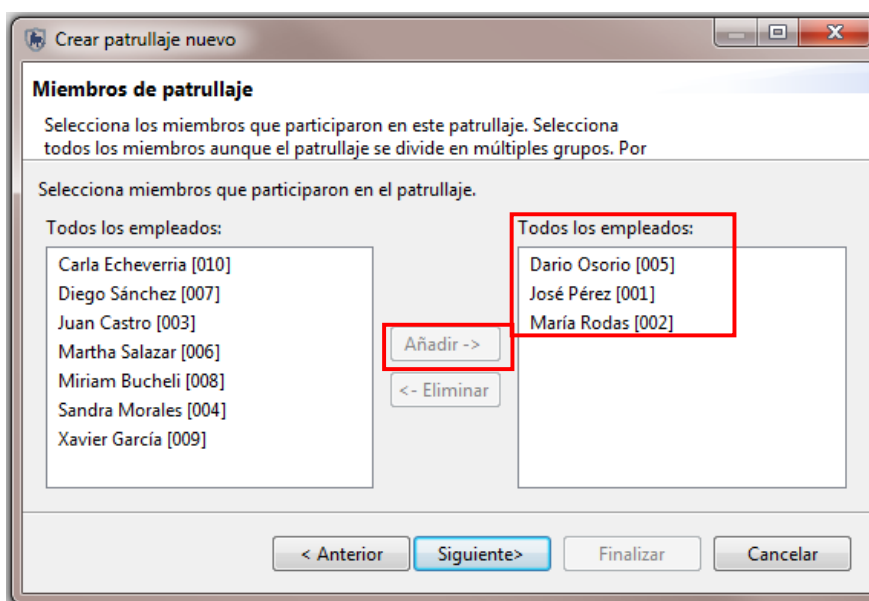 Crear patrullaje nuevo
Miembros de patrullaje
Selecciona los miembros que participaron en este patrullaje. Selecciona
todos los miembros aunque el patrullaje se divide en múltiples grupos. Por
Selecciona miembros que participaron en el patrullaje.
Todos los empleados:
Carla Echeverria [010]
Diego Sánchez [007]
Juan Castro [003]
Martha Salazar [006]
Miriam Bucheli [008]
Sandra Morales [004]
Xavier García [009]
Añadir ->
<- Eliminar
Todos los empleados:
Dario Osorio [005]
José Pérez [001]
María Rodas [002]
< Anterior
Siguiente>
Finalizar
Cancelar